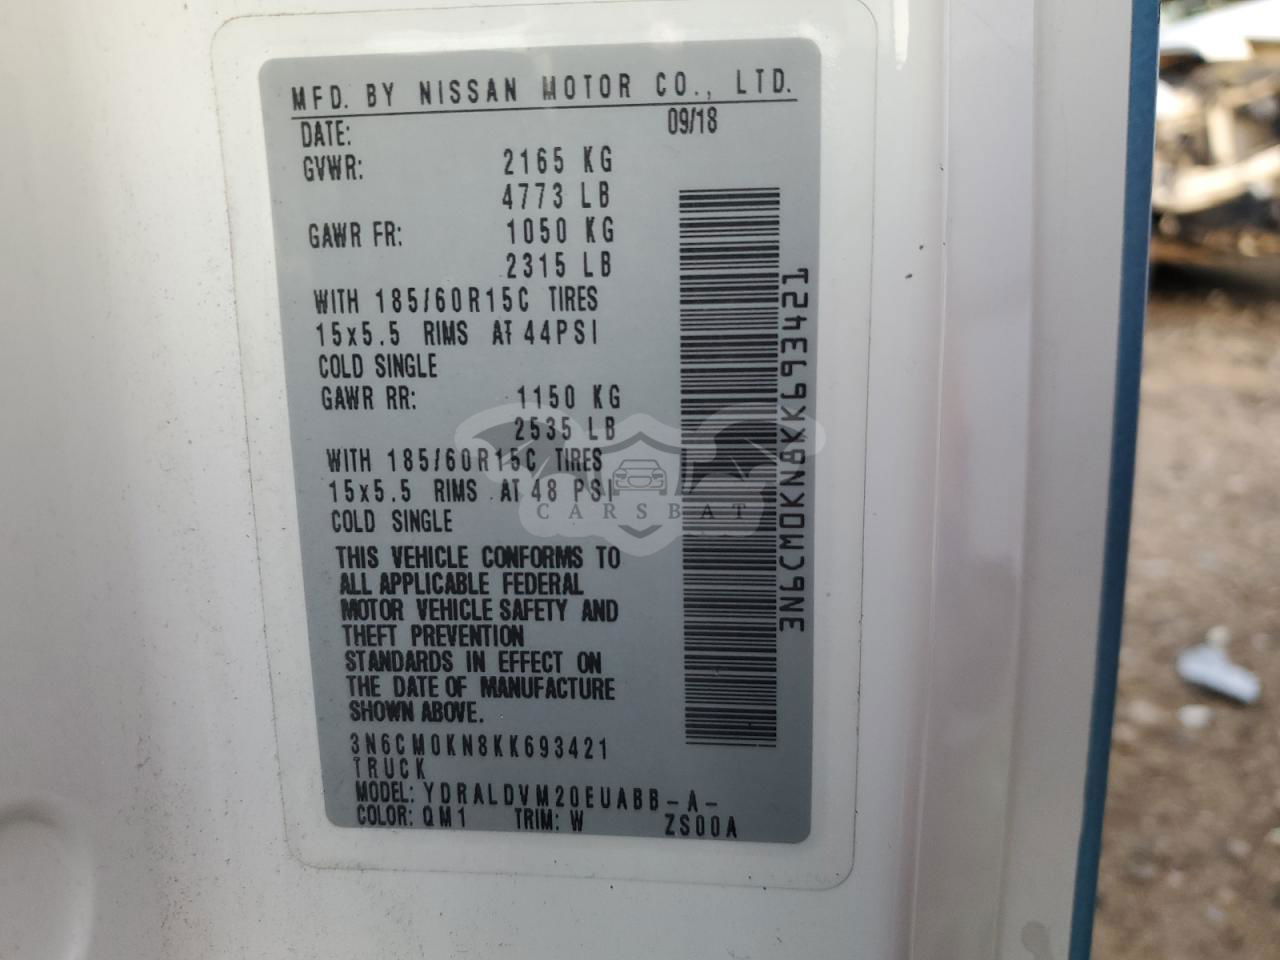 MFD. BY NISSAN MOTOR CO., LTD.
DATE: 09/18
GVWR: 2165 KG
4773 LB
GAWR FR: 1050 KG
2315 LB
WITH 185/60R15C TIRES
15x5.5 RIMS AT 44PSI
COLD SINGLE
GAWR RR: 1150 KG
2535 LB
WITH 185/60R15C TIRES
15x5.5 RIMS AT 48 PSI
COLD SINGLE
THIS VEHICLE CONFORMS TO
ALL APPLICABLE FEDERAL
MOTOR VEHICLE SAFETY AND
THEFT PREVENTION
STANDARDS IN EFFECT ON
THE DATE OF MANUFACTURE
SHOWN ABOVE.
3N6CM0KN8KK693421
TRUCK
MODEL: YDRALDVM20EUABB-A-
COLOR: QM1 TRIM: W ZS00A
3N6CM0KN8KK693421
CARSBAT